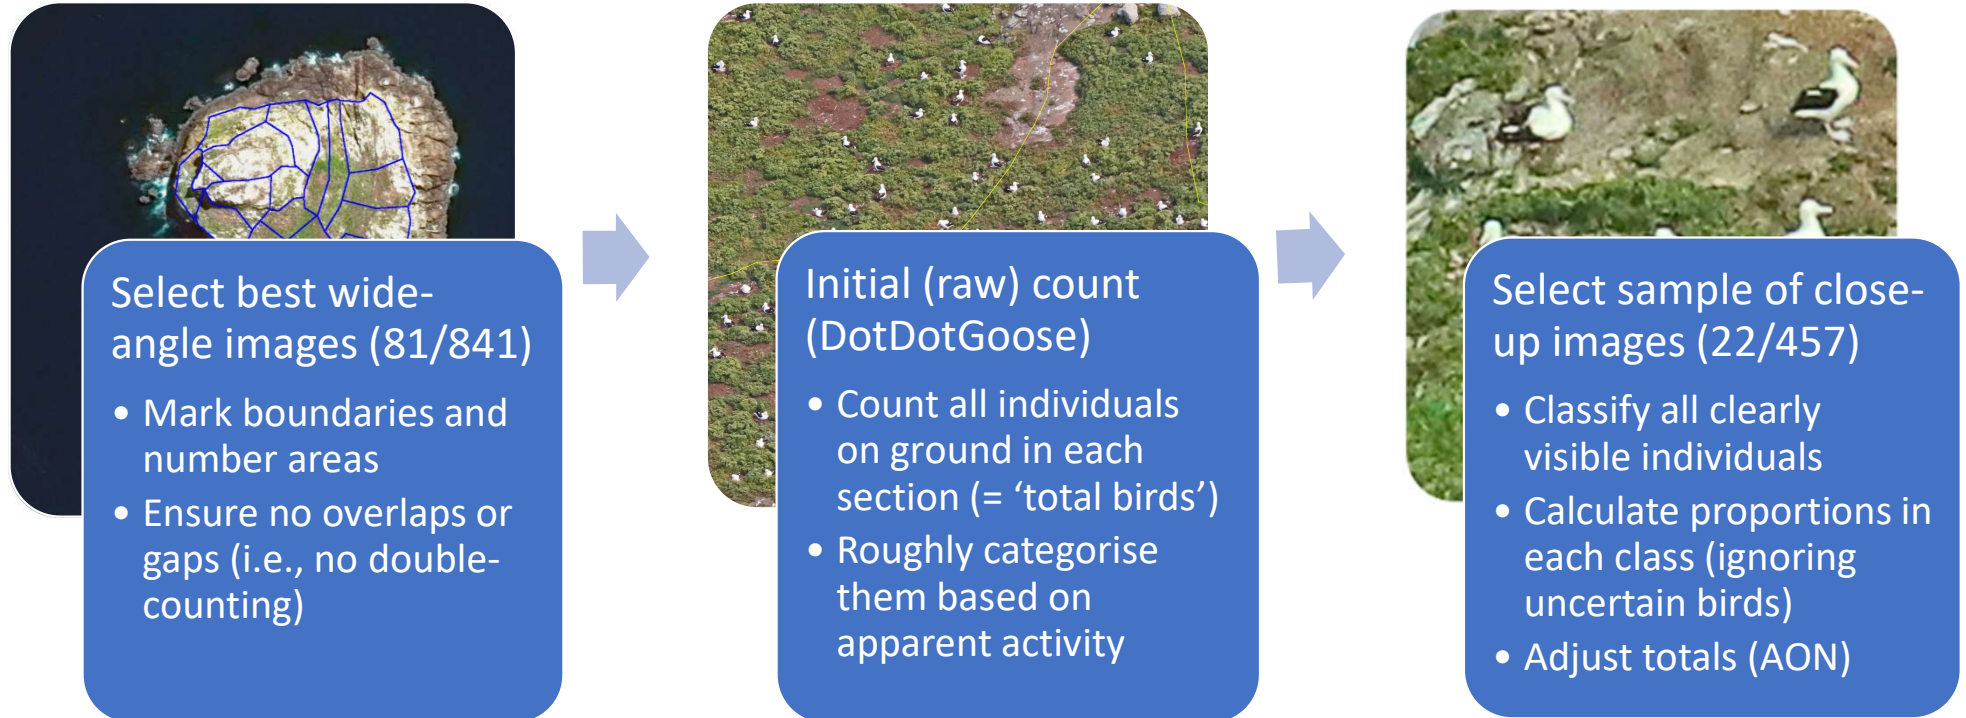 Select best wide-
angle images (81/841)
• Mark boundaries and
number areas
• Ensure no overlaps or
gaps (i.e., no double-
counting)
Initial (raw) count
(DotDotGoose)
• Count all individuals
on ground in each
section (= ‘total birds’)
• Roughly categorise
them based on
apparent activity
Select sample of close-
up images (22/457)
• Classify all clearly
visible individuals
• Calculate proportions in
each class (ignoring
uncertain birds)
• Adjust totals (AON)